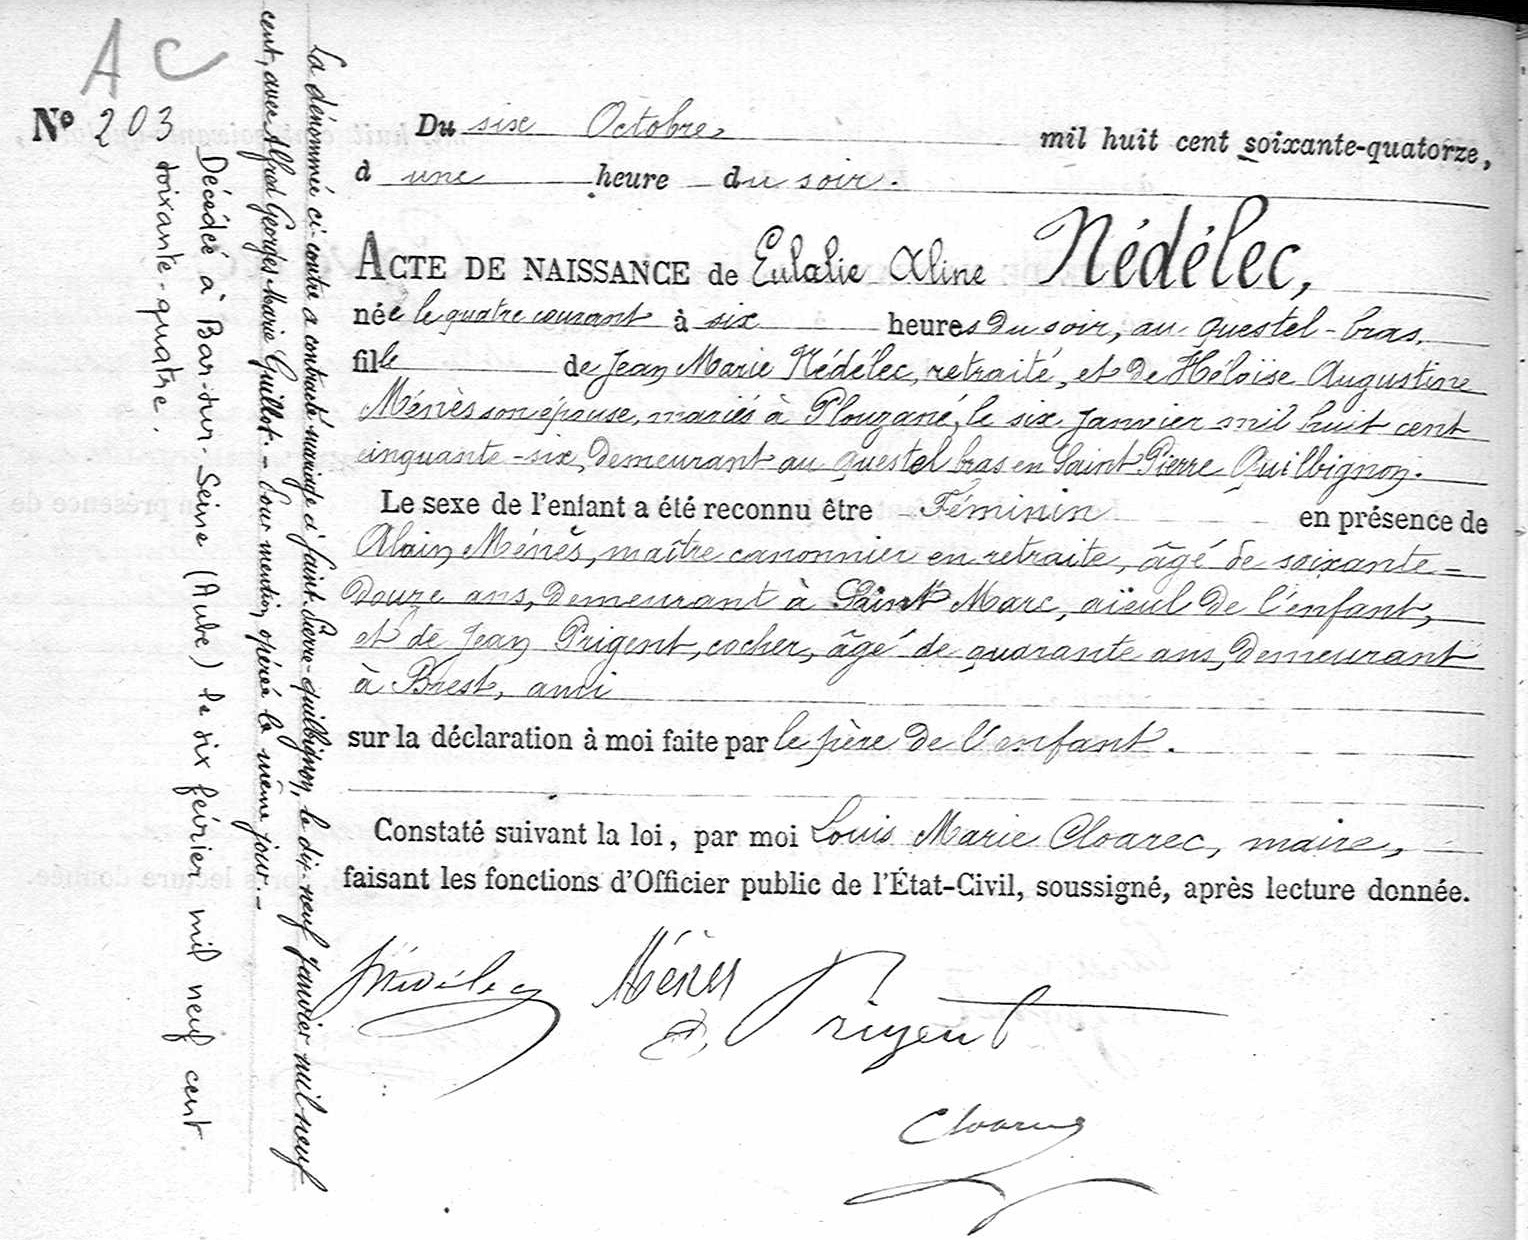 A C
Nº 203
La dénommée ci-contre a contracté mariage à Saint-Pierre-quilbignon, le dix-neuf Janvier mil neuf
cent, avec Alfred Georges Marie Guillot. - Pour mention, opérée le même jour.-
Décédée à Bar-sur-Seine (Aube) le six février mil neuf cent
soixante-quatre.
Du six Octobre, mil huit cent soixante-quatorze,
à une heure du soir.
ACTE DE NAISSANCE de Eulalie Aline Nédélec,
née le quatre courant à six heures du soir, au questel-bras.
fille de Jean Marie Nédélec, retraité, et de Héloïse Augustine
Ménès son épouse, mariés à Plouzané, le six Janvier mil huit cent
cinquante-six, demeurant au questel bras en Saint Pierre Quilbignon.
Le sexe de l'enfant a été reconnu être Féminin en présence de
Alain Ménès, maître canonnier en retraite, âgé de soixante-
douze ans, demeurant à Saint Marc, aïeul de l'enfant,
et de Jean Prigent, cocher, âgé de quarante ans, demeurant
à Brest, ami
sur la déclaration à moi faite par le père de l'enfant.
Constaté suivant la loi, par moi Louis Marie Cloarec, maire,
faisant les fonctions d'Officier public de l'État-Civil, soussigné, après lecture donnée.
Nédélec Ménès Prigent
Cloarec